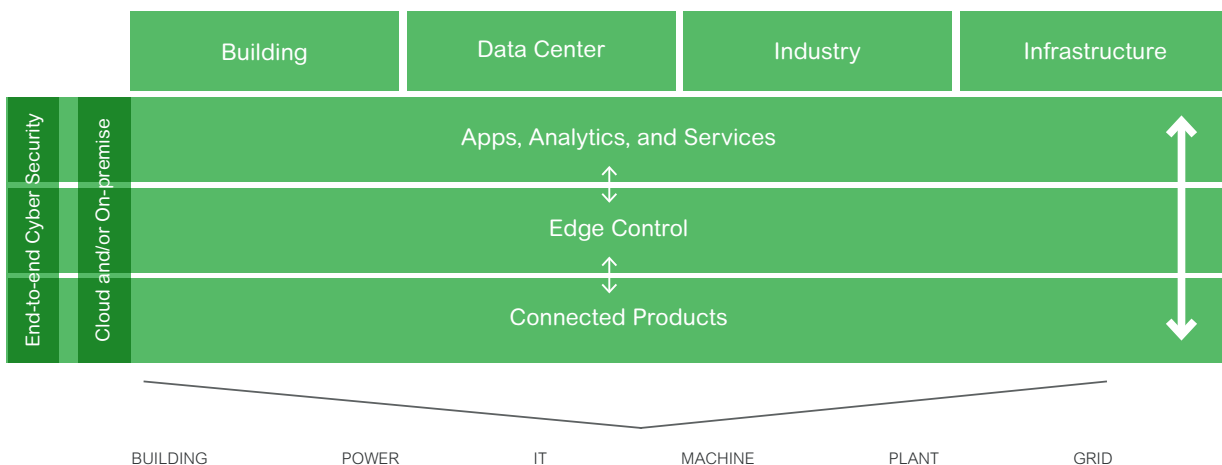 Building
Data Center
Industry
Infrastructure
End-to-end Cyber Security
Cloud and/or On-premise
Apps, Analytics, and Services
Edge Control
Connected Products
BUILDING
POWER
IT
MACHINE
PLANT
GRID